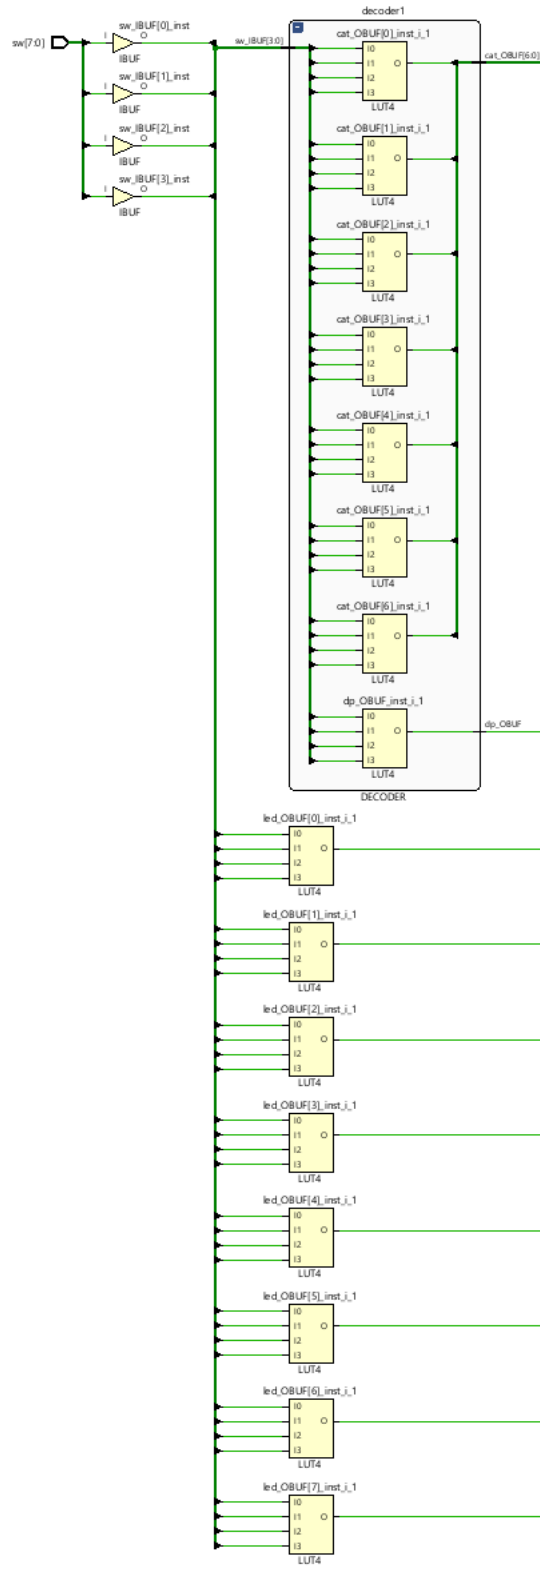 decoder1
sw[7:0]
sw_IBUF[0]_inst
I
O
IBUF
sw_IBUF[1]_inst
I
O
IBUF
sw_IBUF[2]_inst
I
O
IBUF
sw_IBUF[3]_inst
I
O
IBUF
sw_IBUF[3:0]
cat_OBUF[0]_inst_i_1
I0
I1
I2
I3
O
LUT4
cat_OBUF[6:0]
cat_OBUF[1]_inst_i_1
I0
I1
I2
I3
O
LUT4
cat_OBUF[2]_inst_i_1
I0
I1
I2
I3
O
LUT4
cat_OBUF[3]_inst_i_1
I0
I1
I2
I3
O
LUT4
cat_OBUF[4]_inst_i_1
I0
I1
I2
I3
O
LUT4
cat_OBUF[5]_inst_i_1
I0
I1
I2
I3
O
LUT4
cat_OBUF[6]_inst_i_1
I0
I1
I2
I3
O
LUT4
dp_OBUF_inst_i_1
I0
I1
I2
I3
O
LUT4
dp_OBUF
DECODER
led_OBUF[0]_inst_i_1
I0
I1
I2
I3
O
LUT4
led_OBUF[1]_inst_i_1
I0
I1
I2
I3
O
LUT4
led_OBUF[2]_inst_i_1
I0
I1
I2
I3
O
LUT4
led_OBUF[3]_inst_i_1
I0
I1
I2
I3
O
LUT4
led_OBUF[4]_inst_i_1
I0
I1
I2
I3
O
LUT4
led_OBUF[5]_inst_i_1
I0
I1
I2
I3
O
LUT4
led_OBUF[6]_inst_i_1
I0
I1
I2
I3
O
LUT4
led_OBUF[7]_inst_i_1
I0
I1
I2
I3
O
LUT4